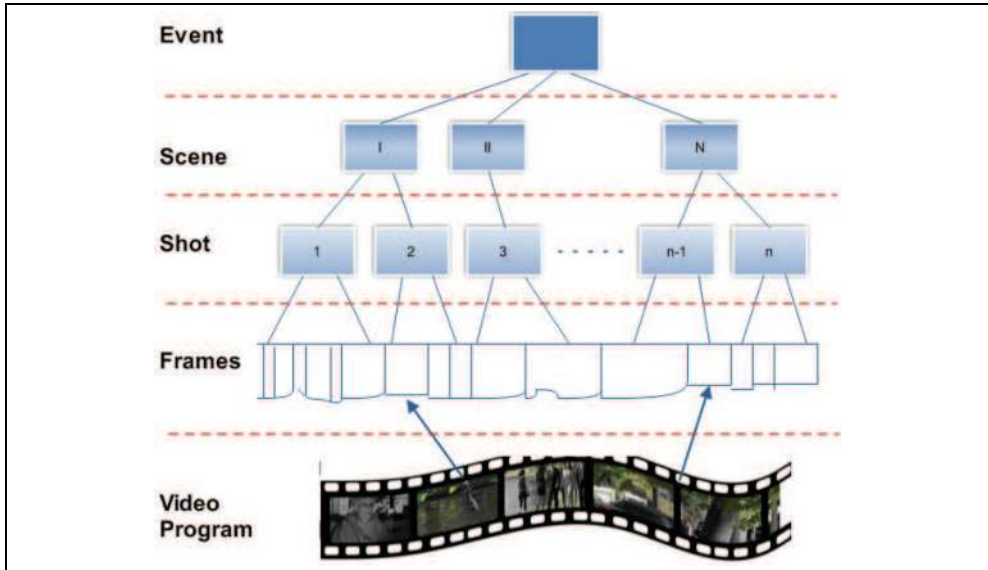 Event
I II N
Scene
Shot
1 2 3 ----- n-1 n
Frames
Video
Program